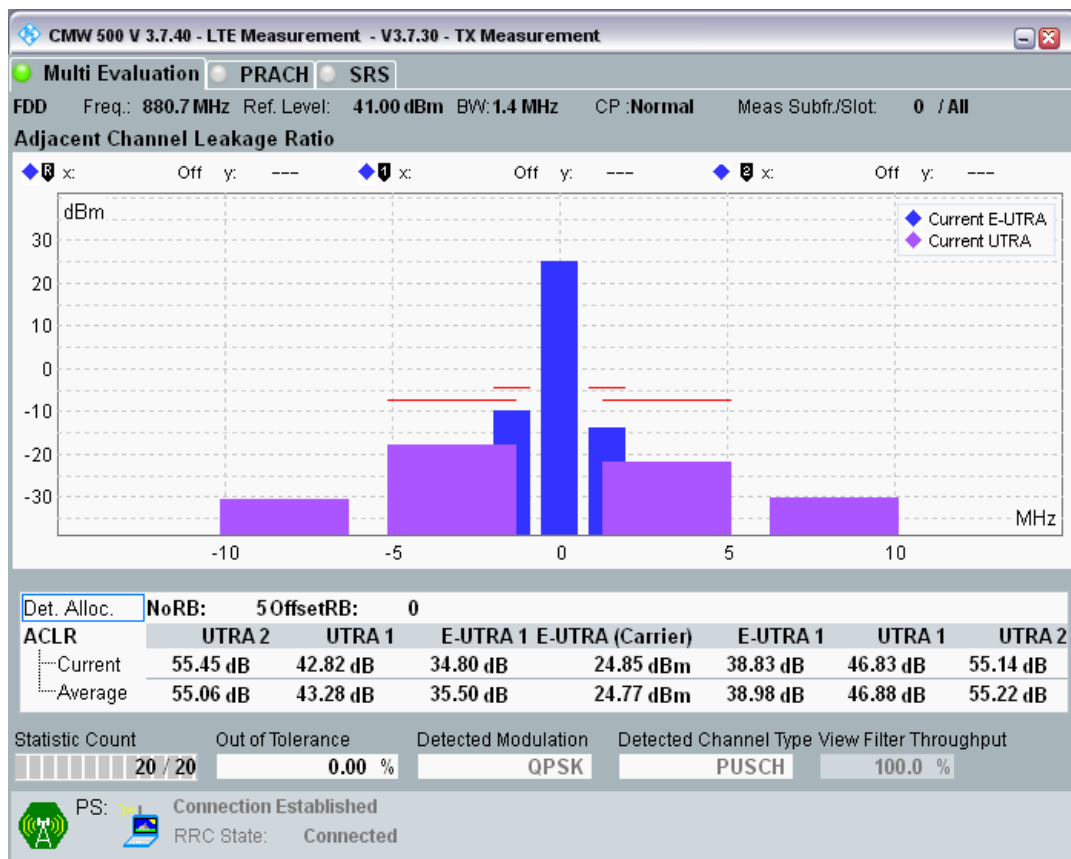 CMW 500 V 3.7.40 - LTE Measurement - V3.7.30 - TX Measurement
Multi Evaluation PRACH SRS
FDD Freq.: 880.7 MHz Ref. Level: 41.00 dBm BW: 1.4 MHz CP :Normal Meas Subfr./Slot: 0 / All
Adjacent Channel Leakage Ratio
R x: Off y: --- 1 x: Off y: --- 2 x: Off y: ---
dBm
Current E-UTRA
Current UTRA
30
20
10
0
-10
-20
-30
MHz
-10 -5 0 5 10
Det. Alloc. NoRB: 5 OffsetRB: 0
ACLR UTRA 2 UTRA 1 E-UTRA 1 E-UTRA (Carrier) E-UTRA 1 UTRA 1 UTRA 2
Current 55.45 dB 42.82 dB 34.80 dB 24.85 dBm 38.83 dB 46.83 dB 55.14 dB
Average 55.06 dB 43.28 dB 35.50 dB 24.77 dBm 38.98 dB 46.88 dB 55.22 dB
Statistic Count Out of Tolerance Detected Modulation Detected Channel Type View Filter Throughput
20 / 20 0.00 % QPSK PUSCH 100.0 %
PS: Connection Established
RRC State: Connected